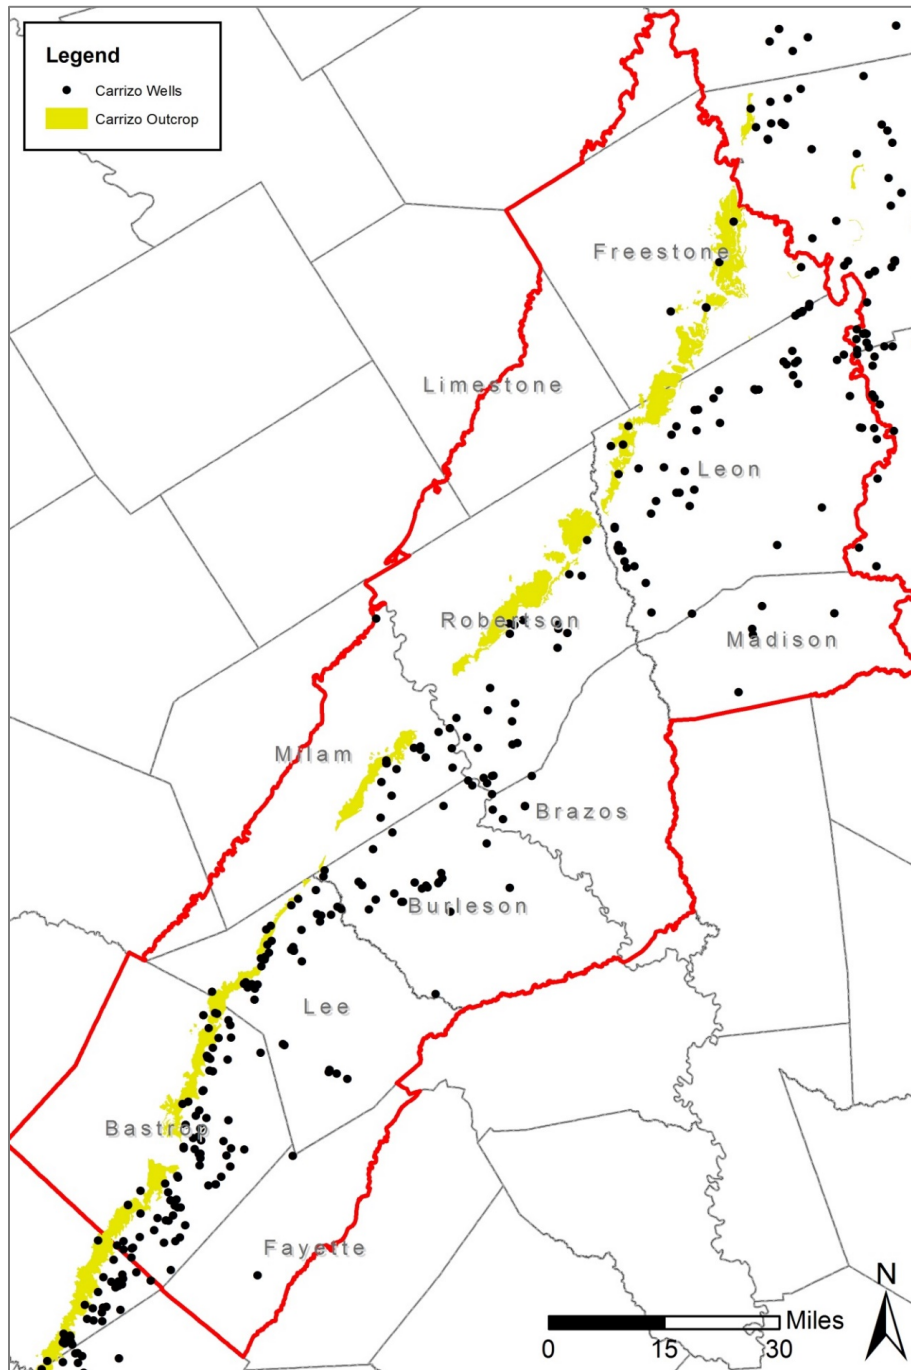 Legend
Carrizo Wells
Carrizo Outcrop
Freestone
Limestone
Leon
Robertson
Madison
Milam
Brazos
Burleson
Lee
Bastrop
Fayette
N
Miles
0 15 30